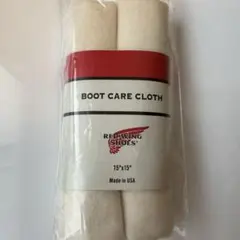 BOOT CARE CLOTH
RED WING
SHOES
15"x15"
Made in USA